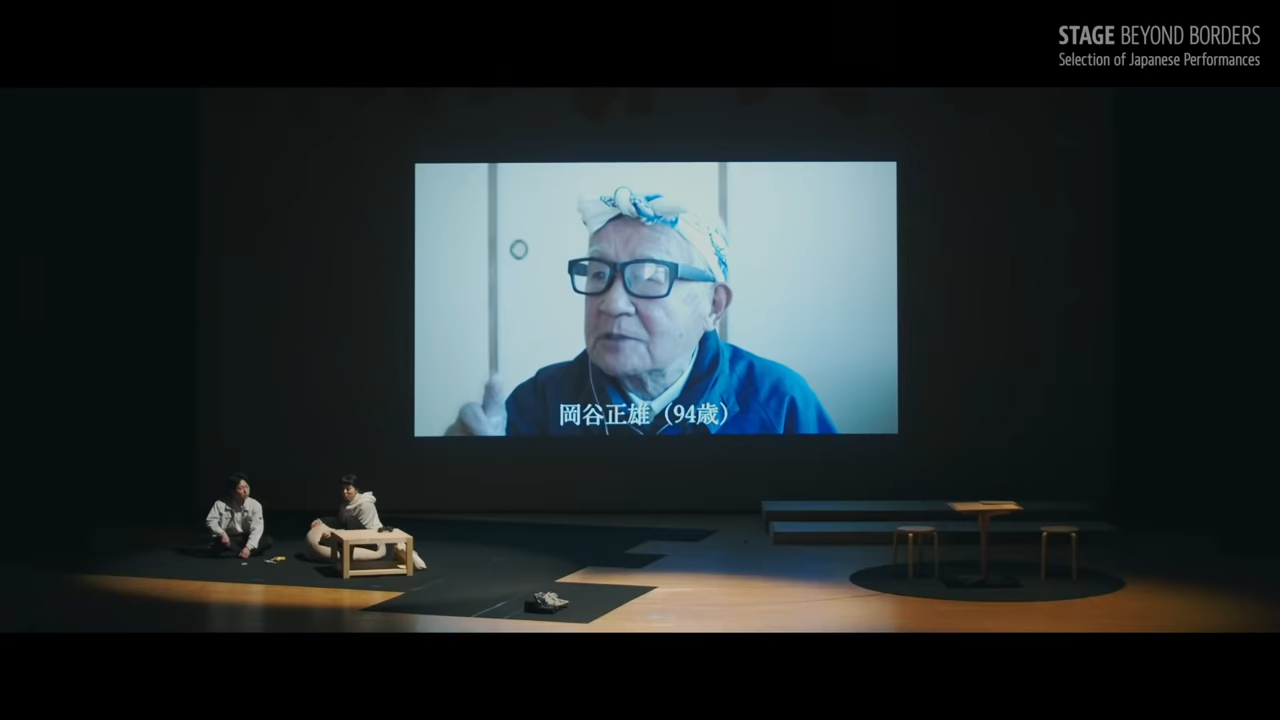 STAGE BEYOND BORDERS
Selection of Japanese Performances
岡谷正雄（94歳）